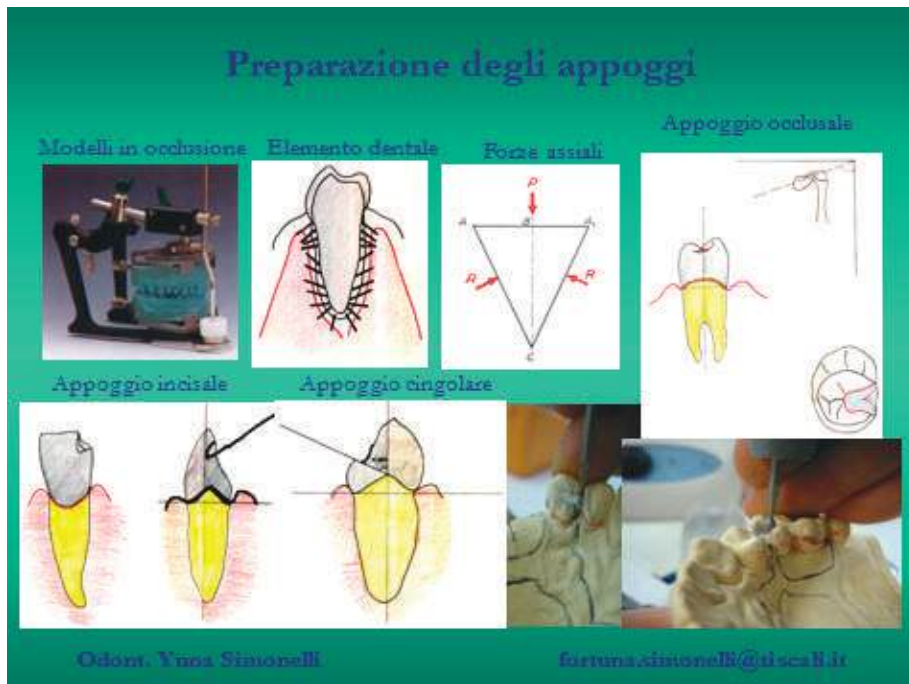 Preparazione degli appoggi
Appoggio occlusale
Modelli in occlusione
Elemento dentale
Forze assiali
P
A
B
A
R
R
C
Appoggio incisale
Appoggio cingolare
Odont. Ynna Simonelli
fortuna.simonelli@tiscali.it